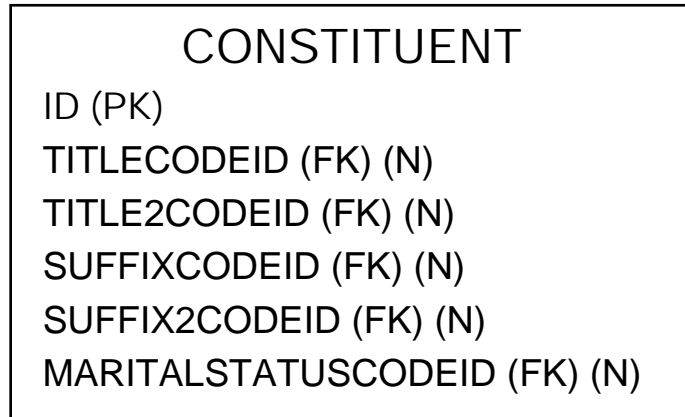 CONSTITUENT
ID (PK)
TITLECODEID (FK) (N)
TITLE2CODEID (FK) (N)
SUFFIXCODEID (FK) (N)
SUFFIX2CODEID (FK) (N)
MARITALSTATUSCODEID (FK) (N)